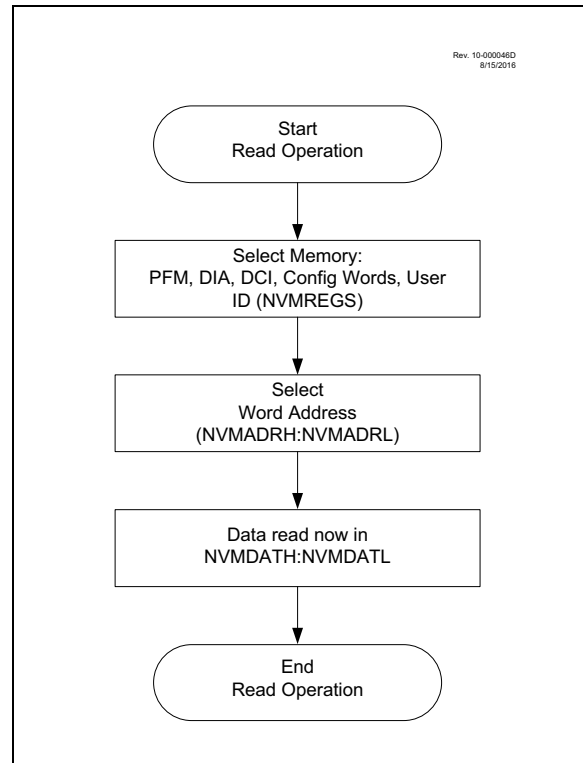 Rev. 10-000046D
8/15/2016
Start
Read Operation
Select Memory:
PFM, DIA, DCI, Config Words, User
ID (NVMREGS)
Select
Word Address
(NVMADRH:NVMADRL)
Data read now in
NVMDATH:NVMDATL
End
Read Operation